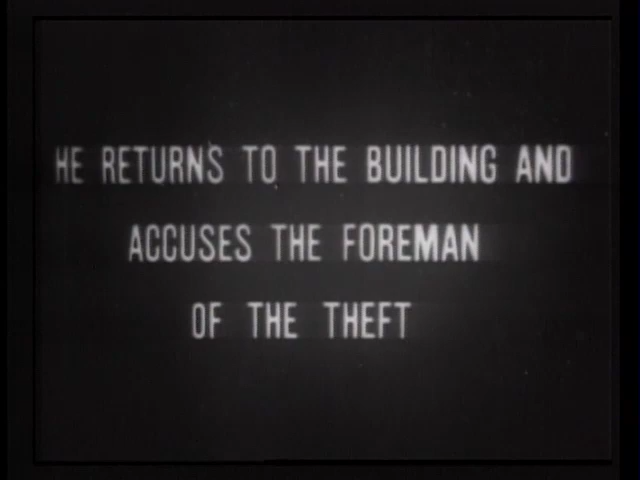 HE RETURNS TO THE BUILDING AND
ACCUSES THE FOREMAN
OF THE THEFT